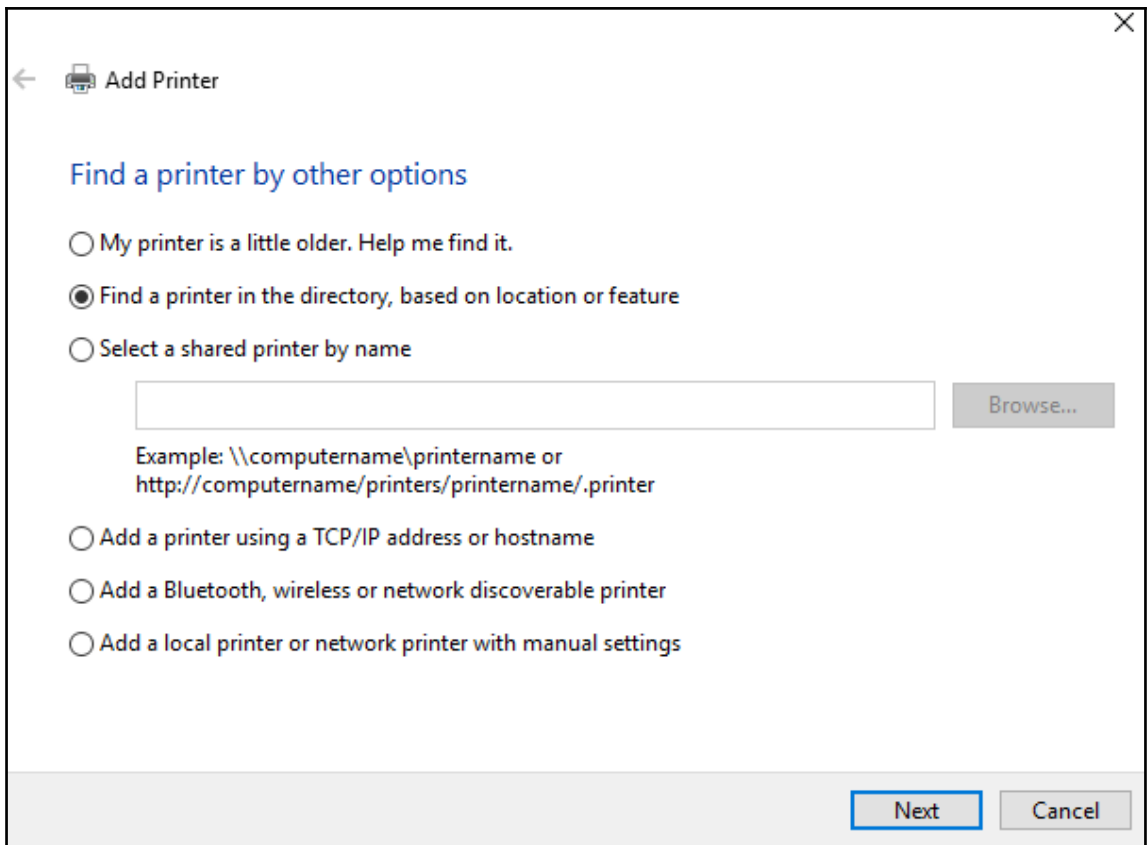 Add Printer
Find a printer by other options
My printer is a little older. Help me find it.
Find a printer in the directory, based on location or feature
Select a shared printer by name
Browse...
Example: \\computername\printername or
http://computername/printers/printername/.printer
Add a printer using a TCP/IP address or hostname
Add a Bluetooth, wireless or network discoverable printer
Add a local printer or network printer with manual settings
Next
Cancel